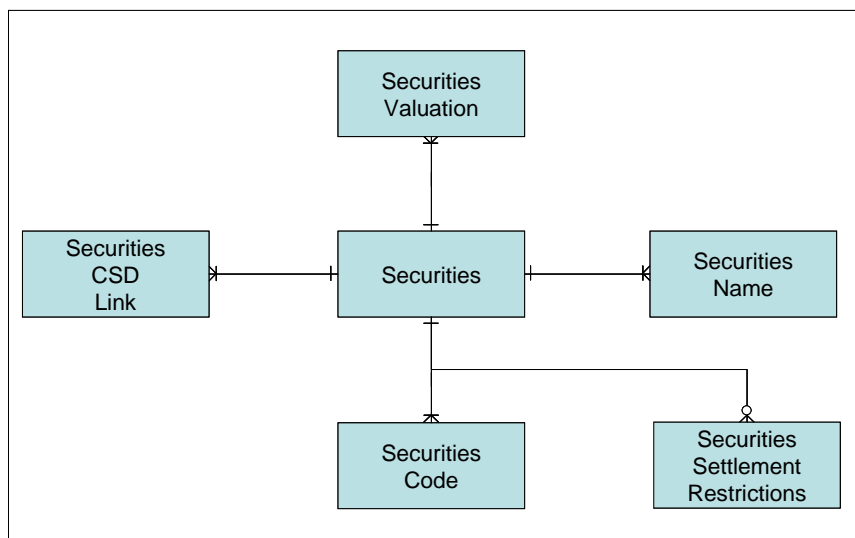 Securities
Valuation
Securities
CSD
Link
Securities
Securities
Name
Securities
Code
Securities
Settlement
Restrictions